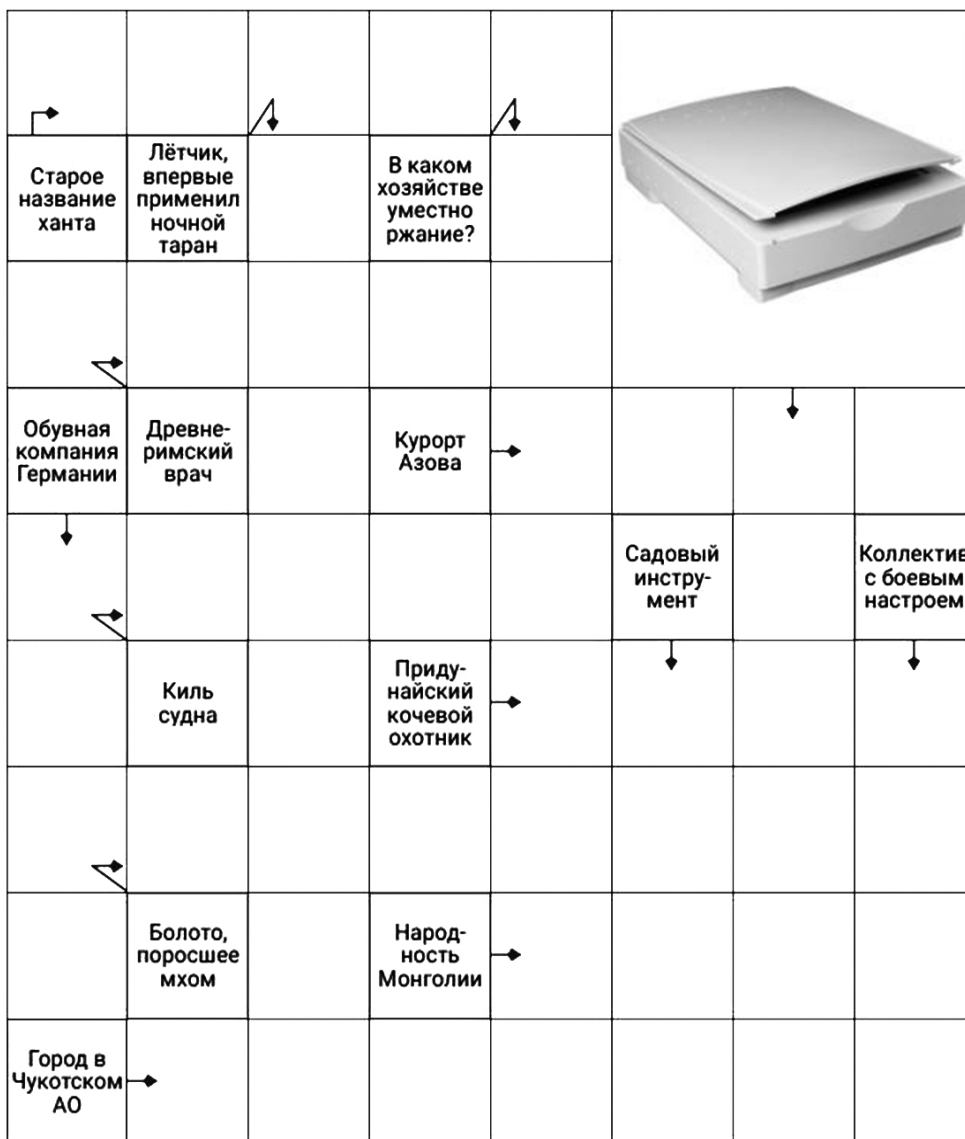 Старое
название
ханта
Лётчик,
впервые
применил
ночной
таран
В каком
хозяйстве
уместно
ржание?
Обувная
компания
Германии
Древне-
римский
врач
Курорт
Азова
Садовый
инстру-
мент
Коллектив
с боевым
настроем
Киль
судна
Приду-
найский
кочевой
охотник
Болото,
поросшее
мхом
Народ-
ность
Монголии
Город в
Чукотском
АО